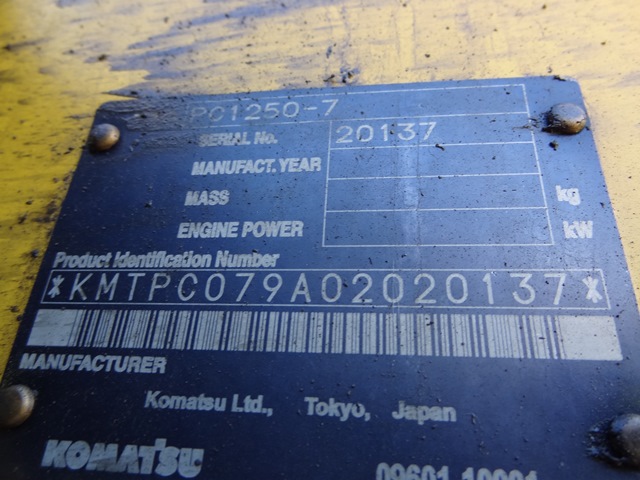 PC1250-7
SERIAL No. 20137
MANUFACT. YEAR
MASS kg
ENGINE POWER kW
Product Identification Number
*KMTPC079A02020137*
MANUFACTURER
Komatsu Ltd., Tokyo, Japan
KOMATSU